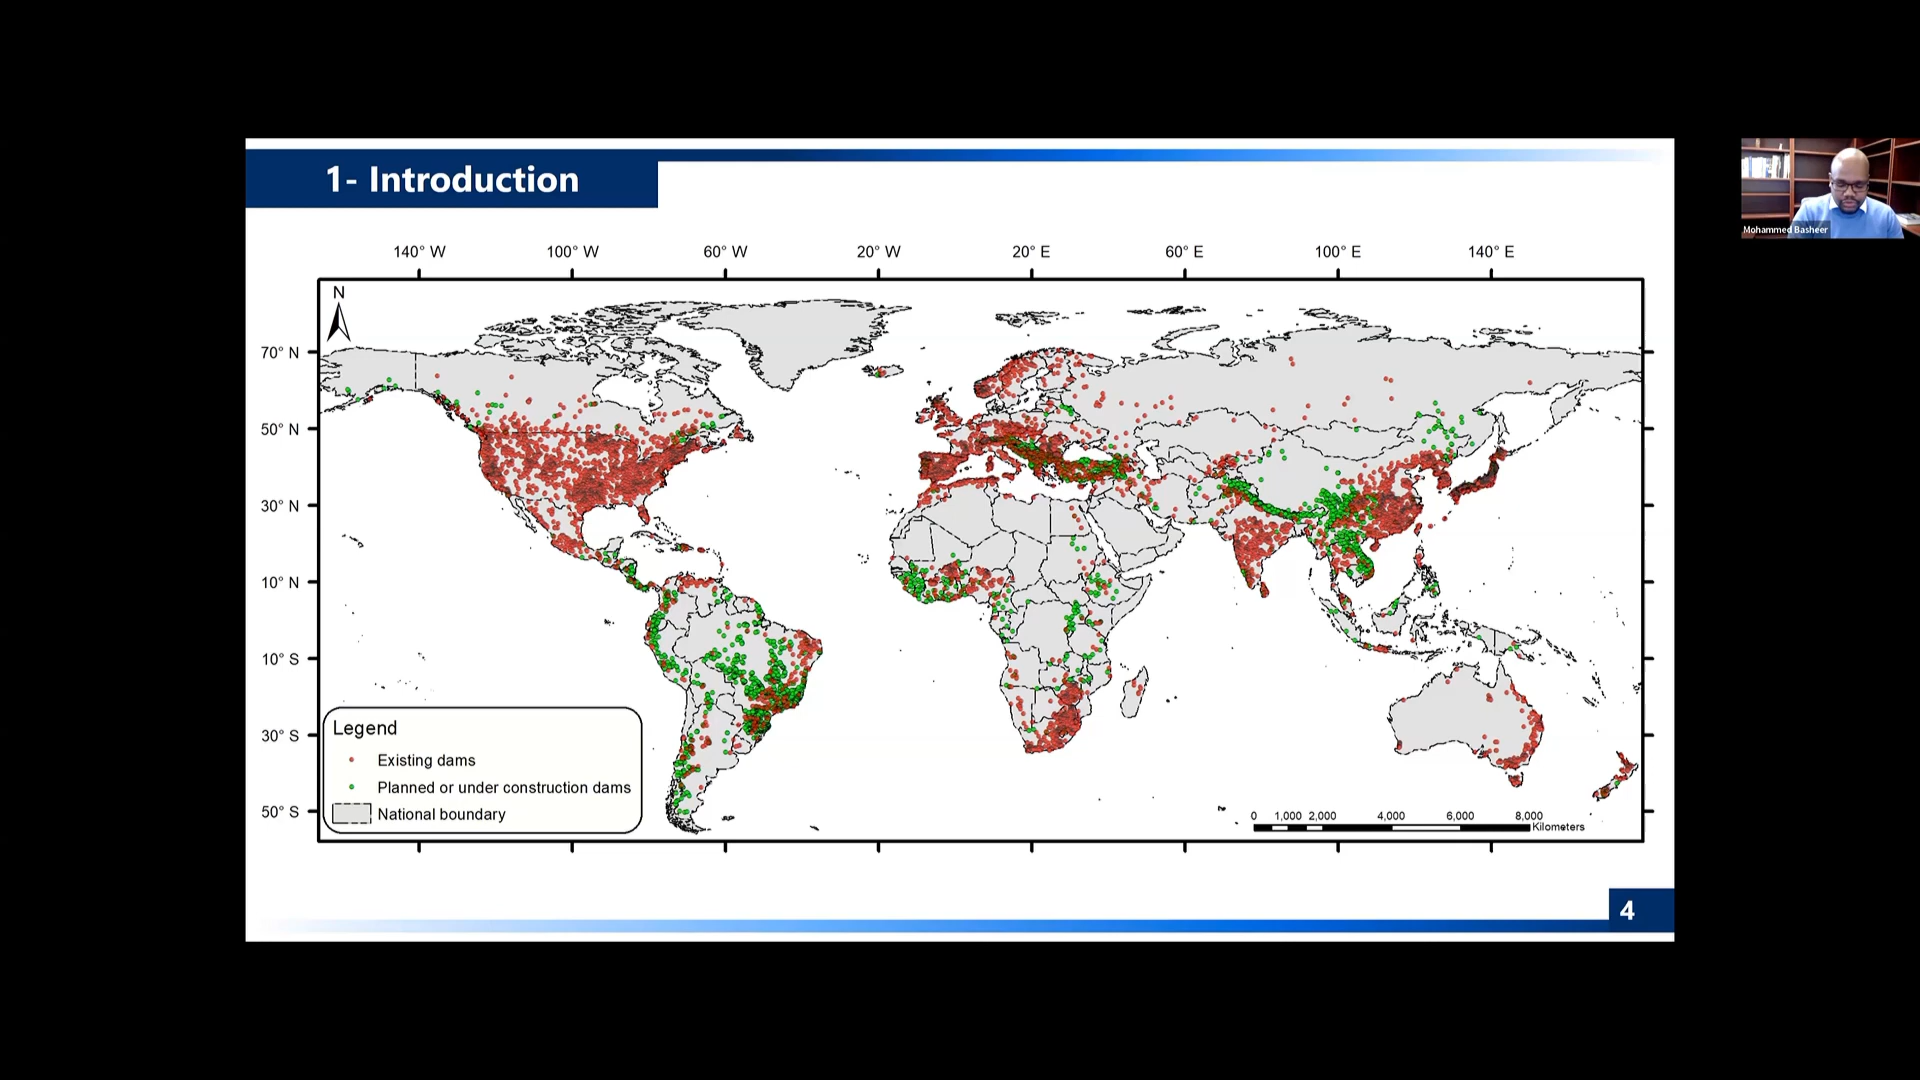 1- Introduction
140° W 100° W 60° W 20° W 20° E 60° E 100° E 140° E
N
70° N
50° N
30° N
10° N
10° S
30° S
50° S
Legend
Existing dams
Planned or under construction dams
National boundary
0 1,000 2,000 4,000 6,000 8,000
Kilometers
4
Mohammed Basheer